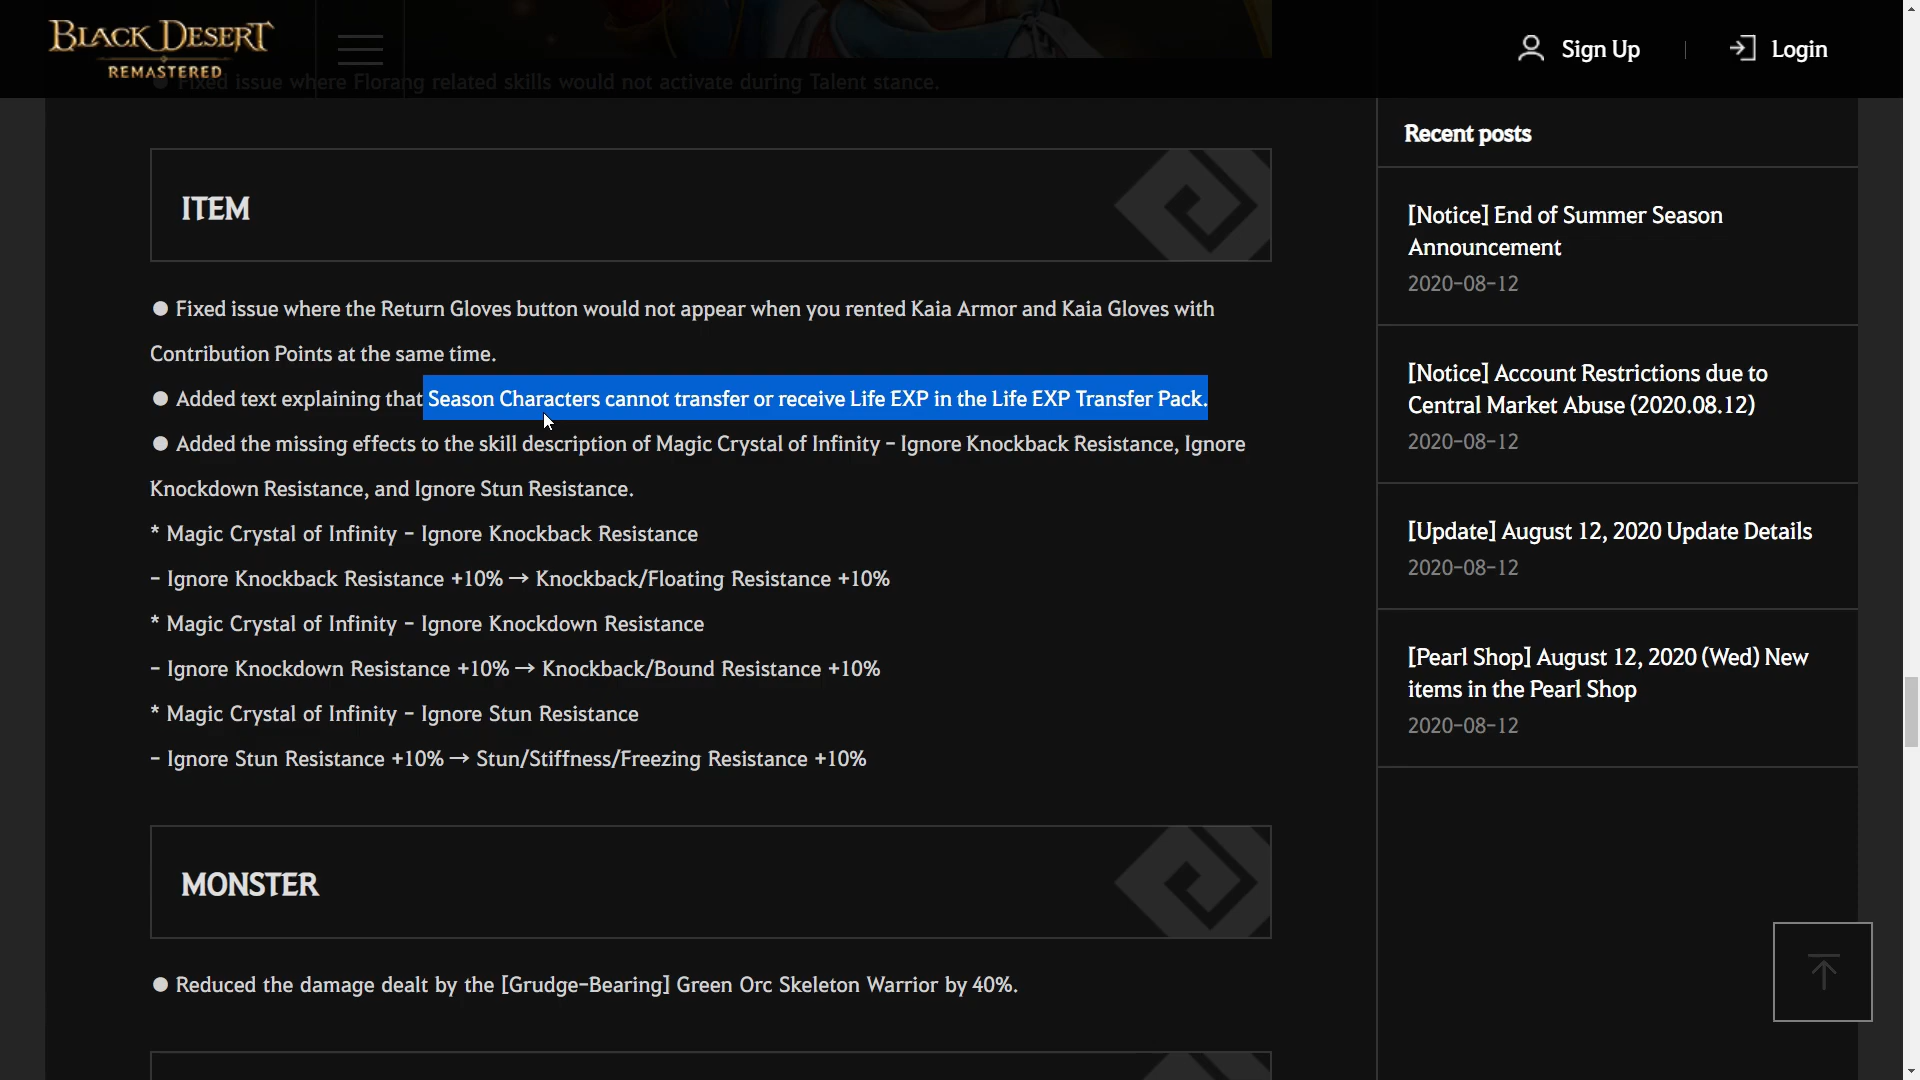 BLACK DESERT
REMASTERED
Sign Up
Login
● Fixed issue where Florang related skills would not activate during Talent stance.
ITEM
● Fixed issue where the Return Gloves button would not appear when you rented Kaia Armor and Kaia Gloves with
Contribution Points at the same time.
● Added text explaining that Season Characters cannot transfer or receive Life EXP in the Life EXP Transfer Pack.
● Added the missing effects to the skill description of Magic Crystal of Infinity - Ignore Knockback Resistance, Ignore
Knockdown Resistance, and Ignore Stun Resistance.
* Magic Crystal of Infinity - Ignore Knockback Resistance
- Ignore Knockback Resistance +10% → Knockback/Floating Resistance +10%
* Magic Crystal of Infinity - Ignore Knockdown Resistance
- Ignore Knockdown Resistance +10% → Knockback/Bound Resistance +10%
* Magic Crystal of Infinity - Ignore Stun Resistance
- Ignore Stun Resistance +10% → Stun/Stiffness/Freezing Resistance +10%
MONSTER
● Reduced the damage dealt by the [Grudge-Bearing] Green Orc Skeleton Warrior by 40%.
Recent posts
[Notice] End of Summer Season
Announcement
2020-08-12
[Notice] Account Restrictions due to
Central Market Abuse (2020.08.12)
2020-08-12
[Update] August 12, 2020 Update Details
2020-08-12
[Pearl Shop] August 12, 2020 (Wed) New
items in the Pearl Shop
2020-08-12